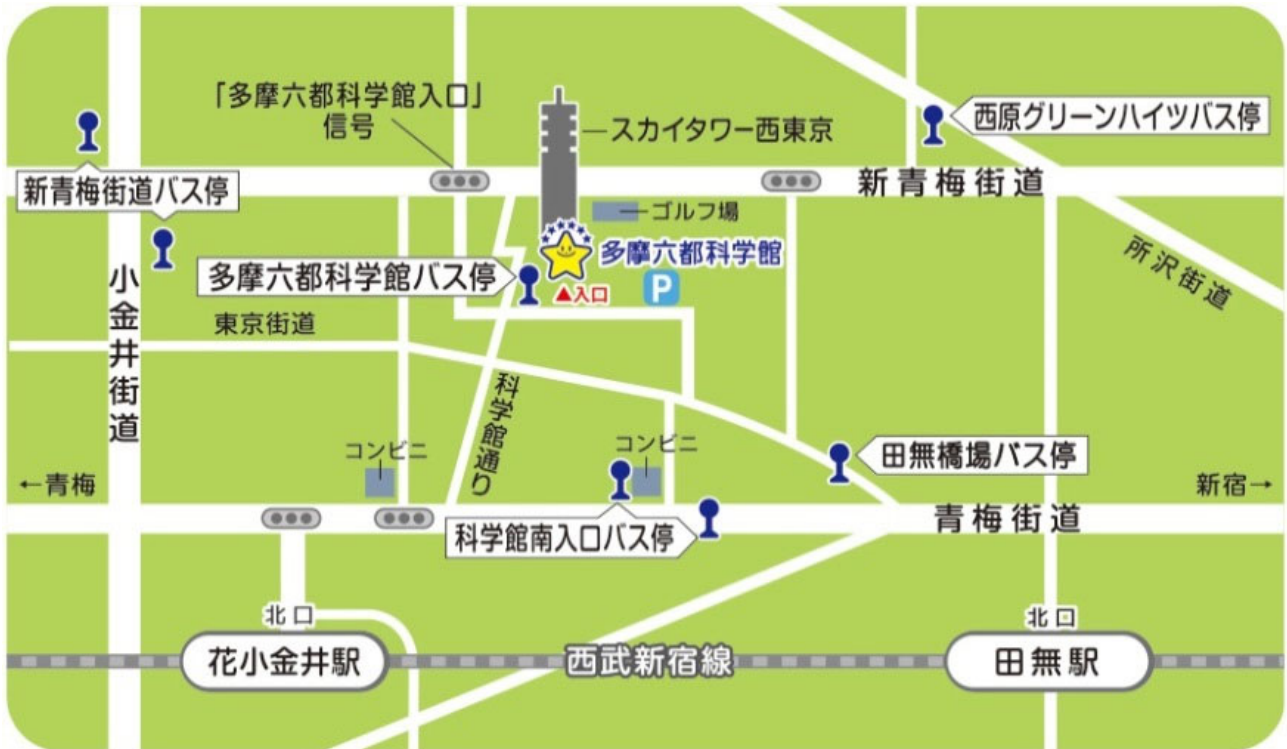 「多摩六都科学館入口」
信号
スカイタワー西東京
西原グリーンハイツバス停
新青梅街道バス停
新青梅街道
ゴルフ場
多摩六都科学館
多摩六都科学館バス停
▲入口
P
所沢街道
小金井街道
東京街道
科学館通り
コンビニ
コンビニ
田無橋場バス停
←青梅
新宿→
青梅街道
科学館南入口バス停
北口
北口
花小金井駅
西武新宿線
田無駅